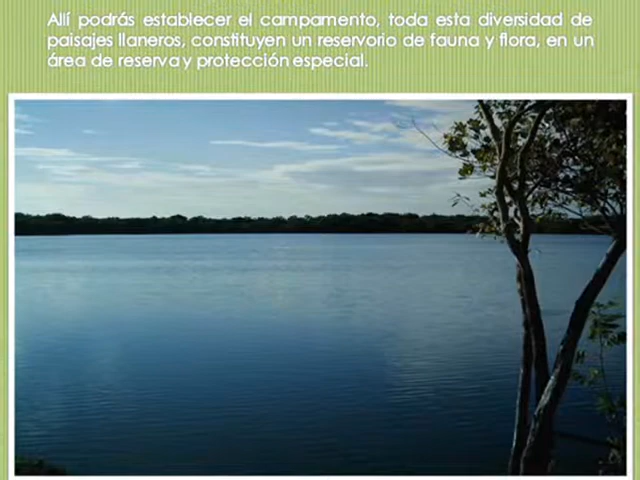 Allí podrás establecer el campamento, toda esta diversidad de
paisajes llaneros, constituyen un reservorio de fauna y flora, en un
área de reserva y protección especial.